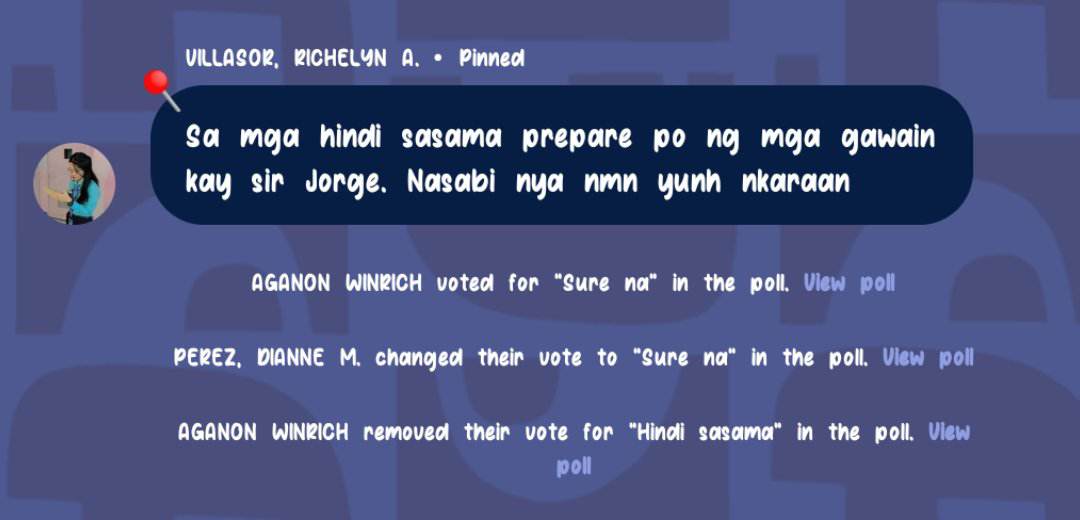 VILLASOR, RICHELYN A. • Pinned
Sa mga hindi sasama prepare po ng mga gawain
kay sir Jorge. Nasabi nya nmn yunh nkaraan
AGANON WINRICH voted for "Sure na" in the poll. View poll
PEREZ, DIANNE M. changed their vote to "Sure na" in the poll. View poll
AGANON WINRICH removed their vote for "Hindi sasama" in the poll. View
poll